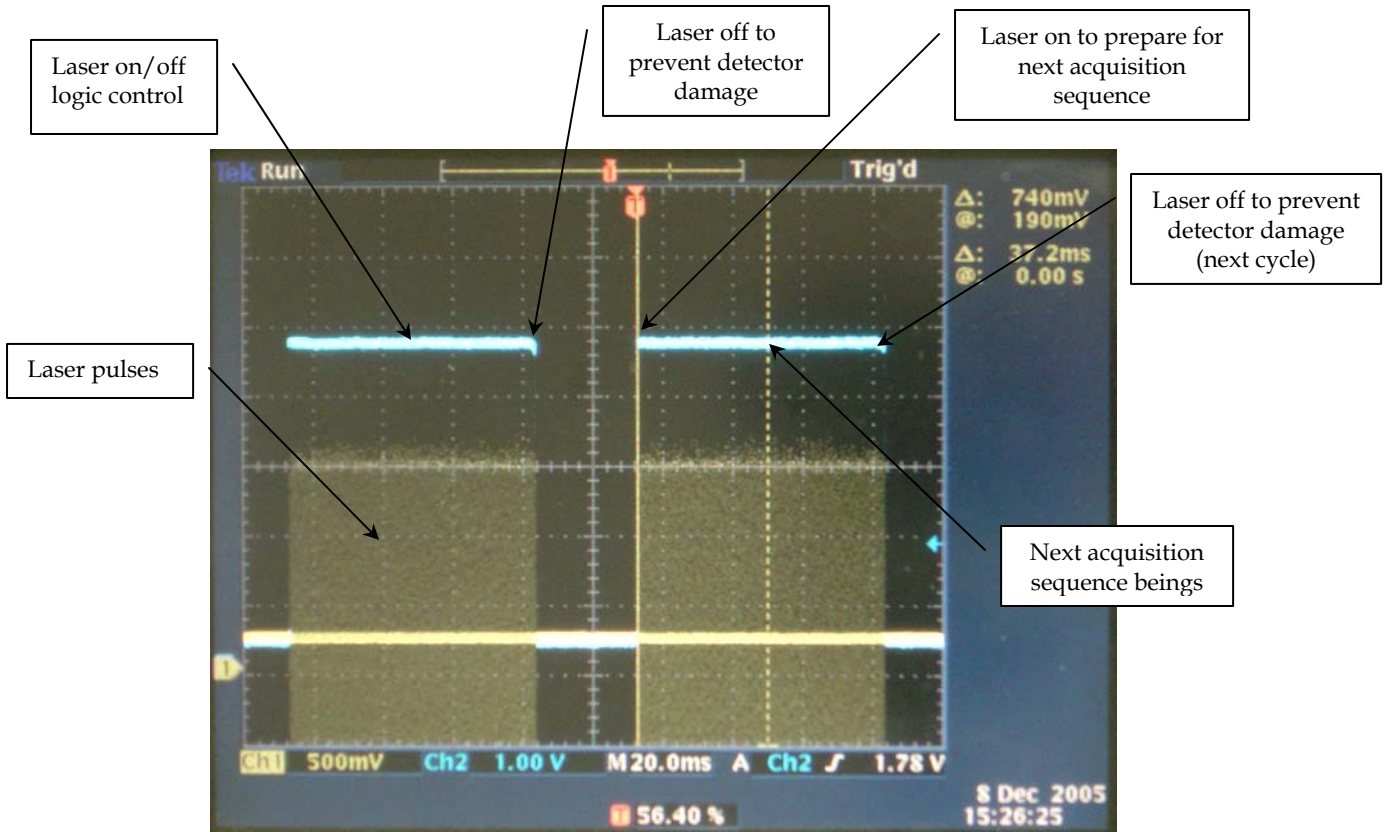 Laser off to
prevent detector
damage
Laser on to prepare for
next acquisition
sequence
Laser on/off
logic control
Tek Run
Trig'd
T
Δ: 740mV
@: 190mV
Δ: 37.2ms
@: 0.00 s
Laser off to prevent
detector damage
(next cycle)
Laser pulses
Next acquisition
sequence beings
1
Ch1 500mV Ch2 1.00 V M 20.0ms A Ch2 1.78 V
8 Dec 2005
T 56.40 %
15:26:25